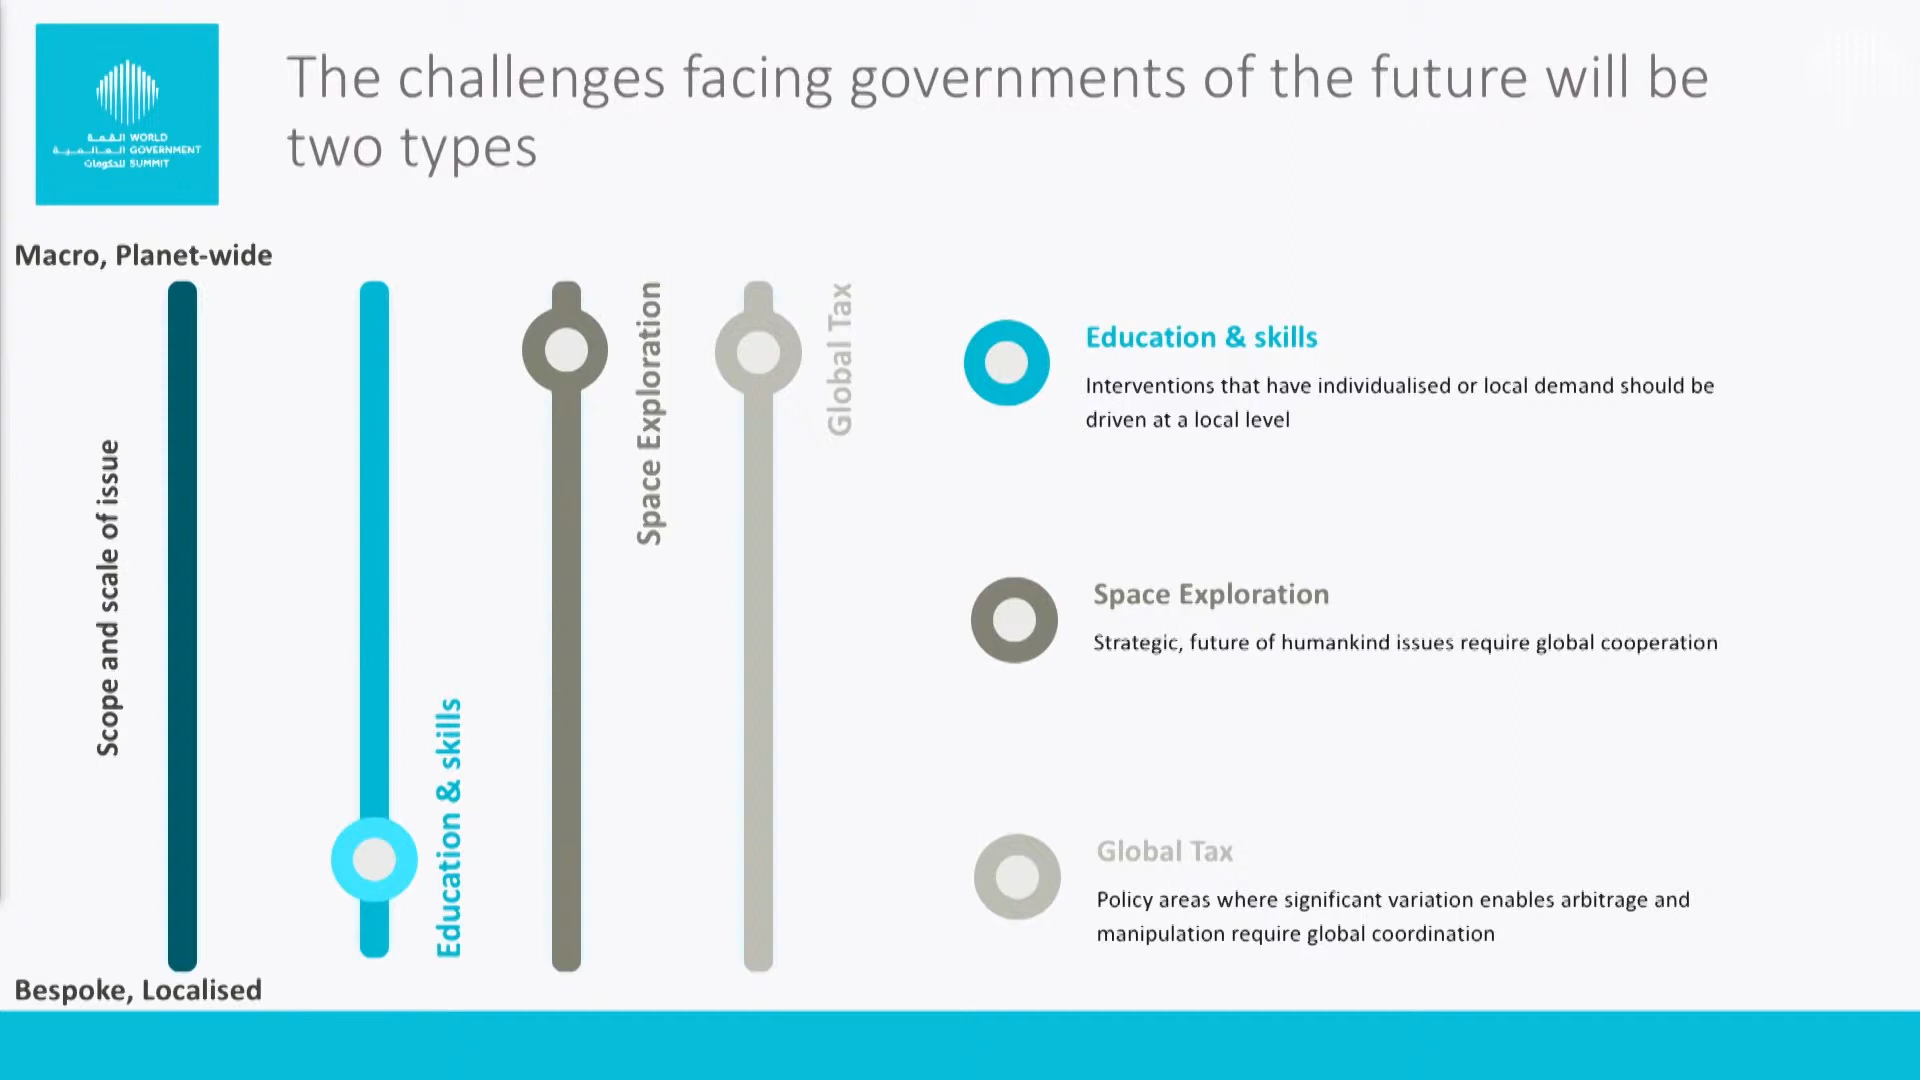 القمة WORLD
العالمية GOVERNMENT
للحكومات SUMMIT
The challenges facing governments of the future will be
two types
Macro, Planet-wide
Scope and scale of issue
Education & skills
Space Exploration
Global Tax
Bespoke, Localised
Education & skills
Interventions that have individualised or local demand should be
driven at a local level
Space Exploration
Strategic, future of humankind issues require global cooperation
Global Tax
Policy areas where significant variation enables arbitrage and
manipulation require global coordination